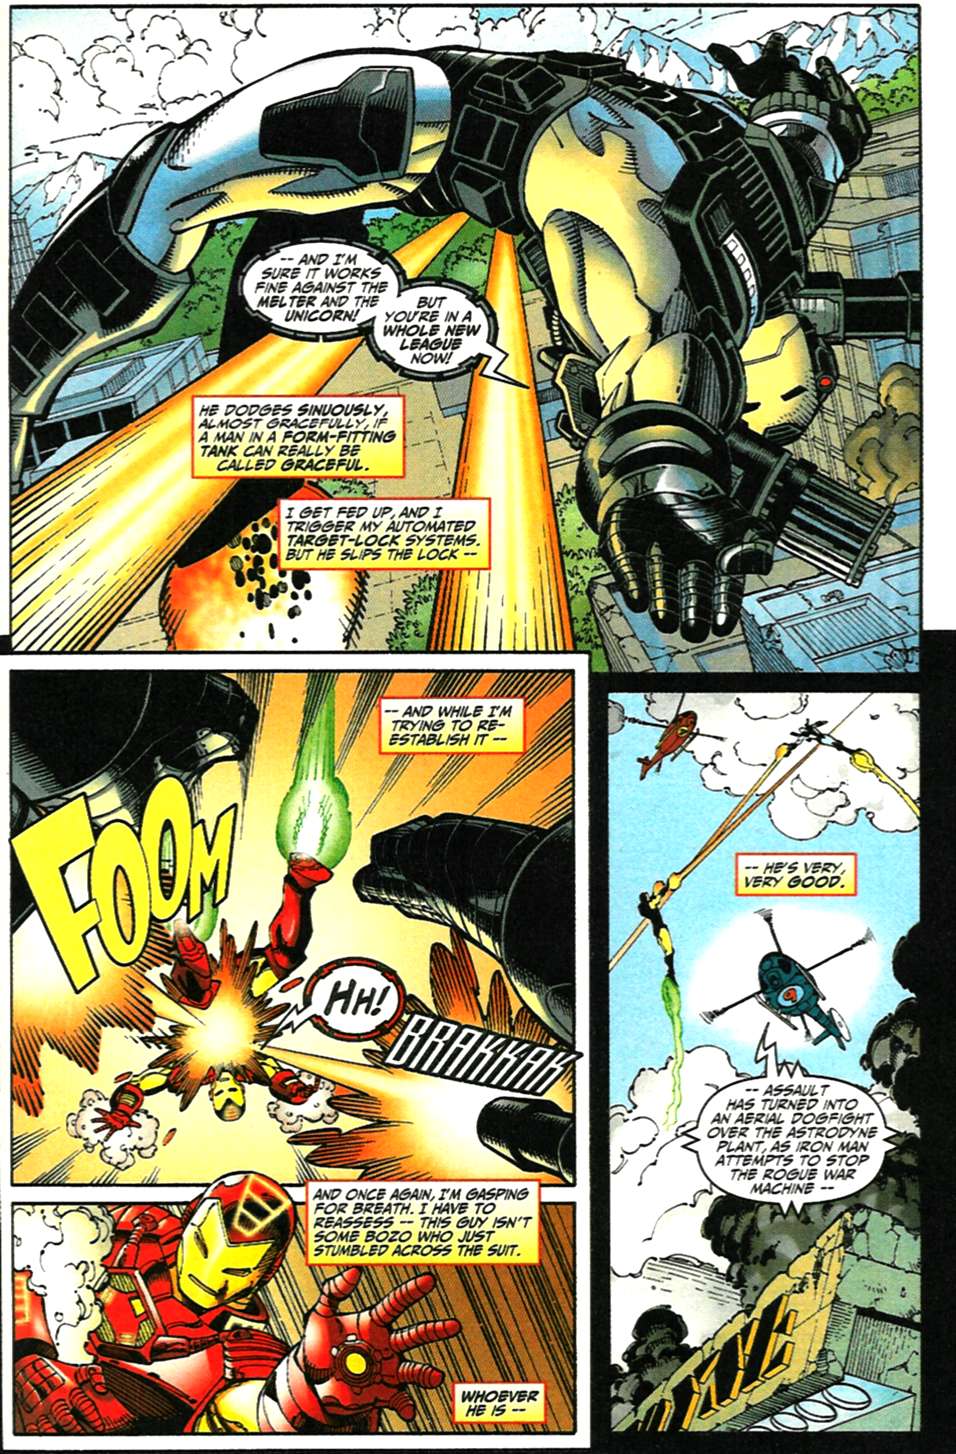 -- AND I'M
SURE IT WORKS
FINE AGAINST THE
MELTER AND THE
UNICORN!
BUT
YOU'RE IN A
WHOLE NEW
LEAGUE
NOW!
HE DODGES SINUOUSLY,
ALMOST GRACEFULLY, IF
A MAN IN A FORM-FITTING
TANK CAN REALLY BE
CALLED GRACEFUL.
I GET FED UP, AND I
TRIGGER MY AUTOMATED
TARGET-LOCK SYSTEMS.
BUT HE SLIPS THE LOCK --
-- AND WHILE I'M
TRYING TO RE-
ESTABLISH IT --
FOOM
HH!
BRAKKAK
-- HE'S VERY,
VERY GOOD.
-- ASSAULT
HAS TURNED INTO
AN AERIAL DOGFIGHT
OVER THE ASTRODYNE
PLANT, AS IRON MAN
ATTEMPTS TO STOP
THE ROGUE WAR
MACHINE --
AND ONCE AGAIN, I'M GASPING
FOR BREATH. I HAVE TO
REASSESS -- THIS GUY ISN'T
SOME BOZO WHO JUST
STUMBLED ACROSS THE SUIT.
WHOEVER
HE IS --